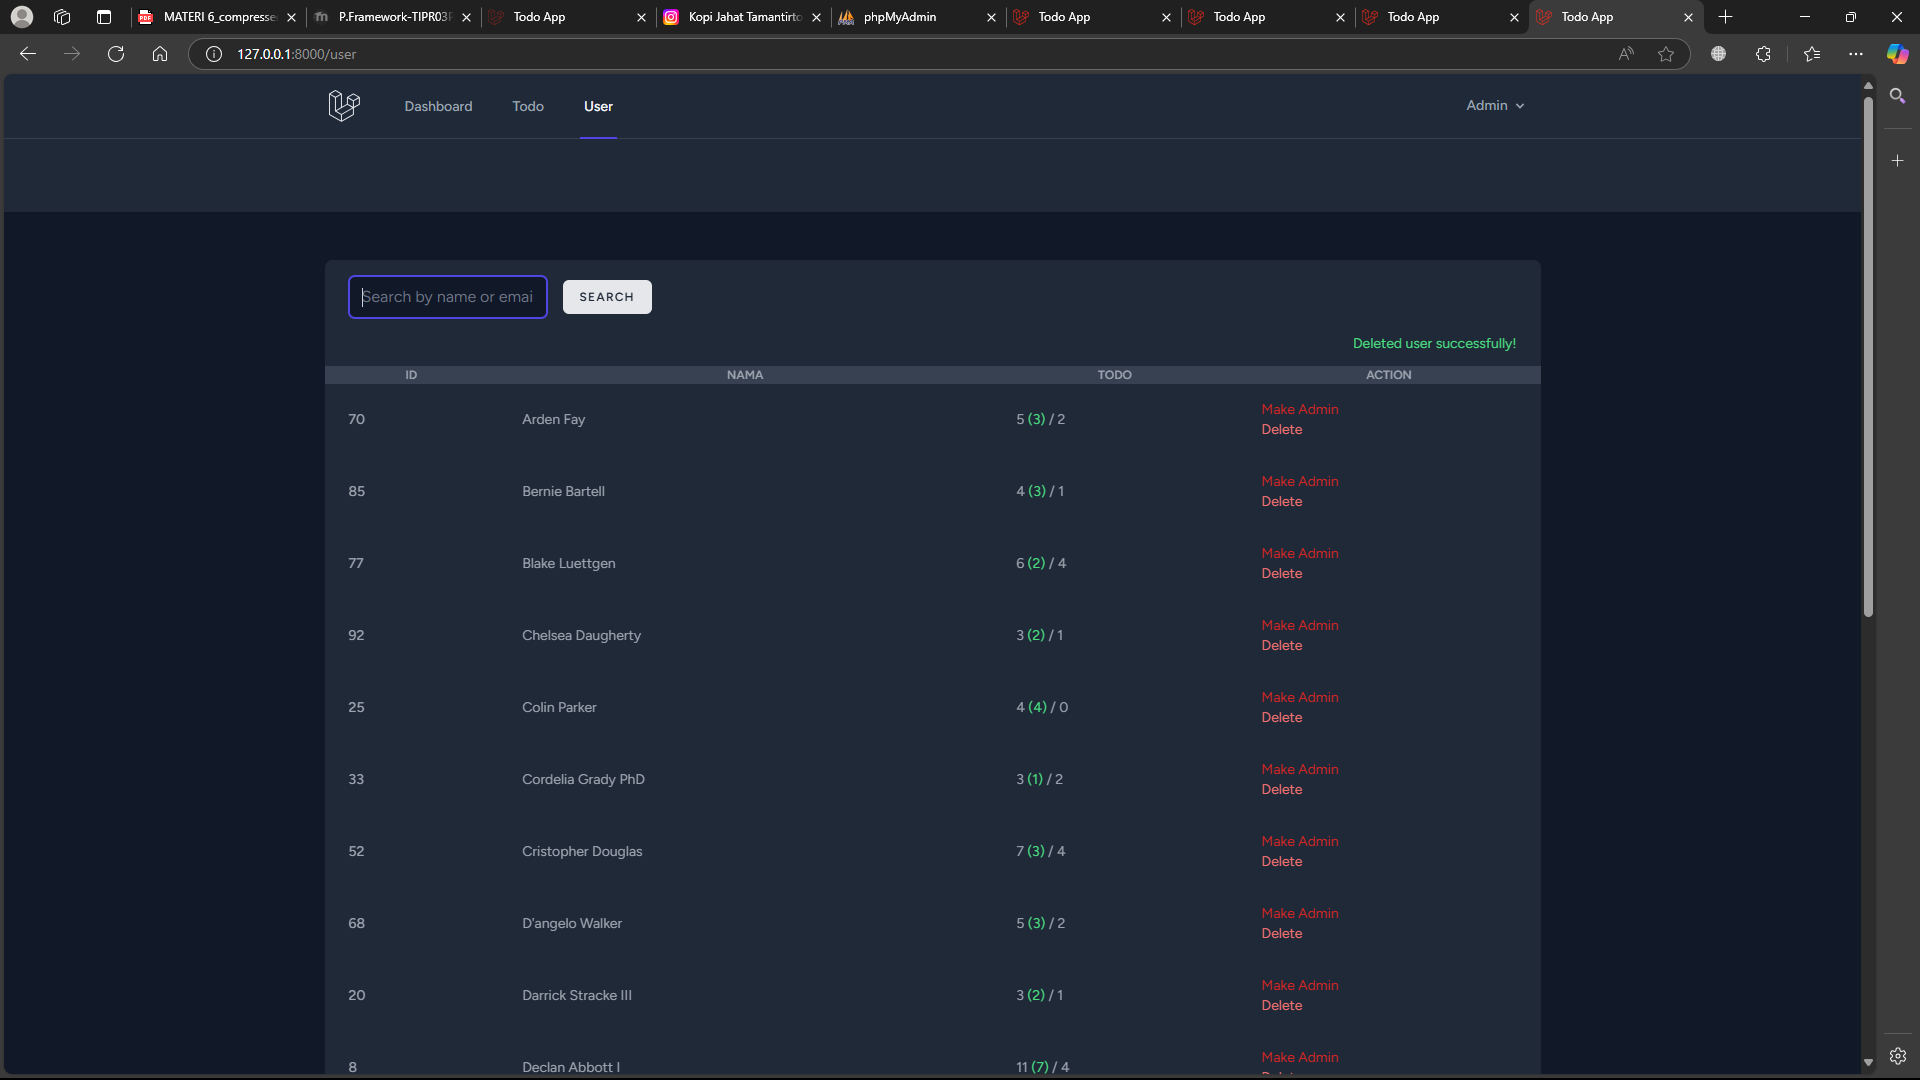 MATERI 6_compresse
P.Framework-TIPR03P
Todo App
Kopi Jahat Tamantirto
phpMyAdmin
Todo App
Todo App
Todo App
Todo App
127.0.0.1:8000/user
Dashboard
Todo
User
Admin
Search by name or emai
SEARCH
Deleted user successfully!
ID NAMA TODO ACTION
70 Arden Fay 5 (3) / 2 Make Admin
Delete
85 Bernie Bartell 4 (3) / 1 Make Admin
Delete
77 Blake Luettgen 6 (2) / 4 Make Admin
Delete
92 Chelsea Daugherty 3 (2) / 1 Make Admin
Delete
25 Colin Parker 4 (4) / 0 Make Admin
Delete
33 Cordelia Grady PhD 3 (1) / 2 Make Admin
Delete
52 Cristopher Douglas 7 (3) / 4 Make Admin
Delete
68 D'angelo Walker 5 (3) / 2 Make Admin
Delete
20 Darrick Stracke III 3 (2) / 1 Make Admin
Delete
8 Declan Abbott I 11 (7) / 4 Make Admin